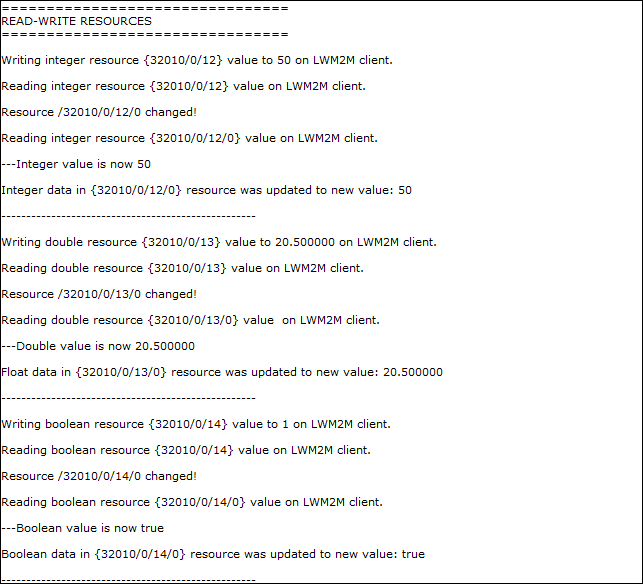 ==================================
READ-WRITE RESOURCES
==================================
Writing integer resource {32010/0/12} value to 50 on LWM2M client.
Reading integer resource {32010/0/12} value on LWM2M client.
Resource /32010/0/12/0 changed!
Reading integer resource {32010/0/12/0} value on LWM2M client.
---Integer value is now 50
Integer data in {32010/0/12/0} resource was updated to new value: 50
---------------------------------------------------
Writing double resource {32010/0/13} value to 20.500000 on LWM2M client.
Reading double resource {32010/0/13} value on LWM2M client.
Resource /32010/0/13/0 changed!
Reading double resource {32010/0/13/0} value  on LWM2M client.
---Double value is now 20.500000
Float data in {32010/0/13/0} resource was updated to new value: 20.500000
---------------------------------------------------
Writing boolean resource {32010/0/14} value to 1 on LWM2M client.
Reading boolean resource {32010/0/14} value on LWM2M client.
Resource /32010/0/14/0 changed!
Reading boolean resource {32010/0/14/0} value on LWM2M client.
---Boolean value is now true
Boolean data in {32010/0/14/0} resource was updated to new value: true
---------------------------------------------------